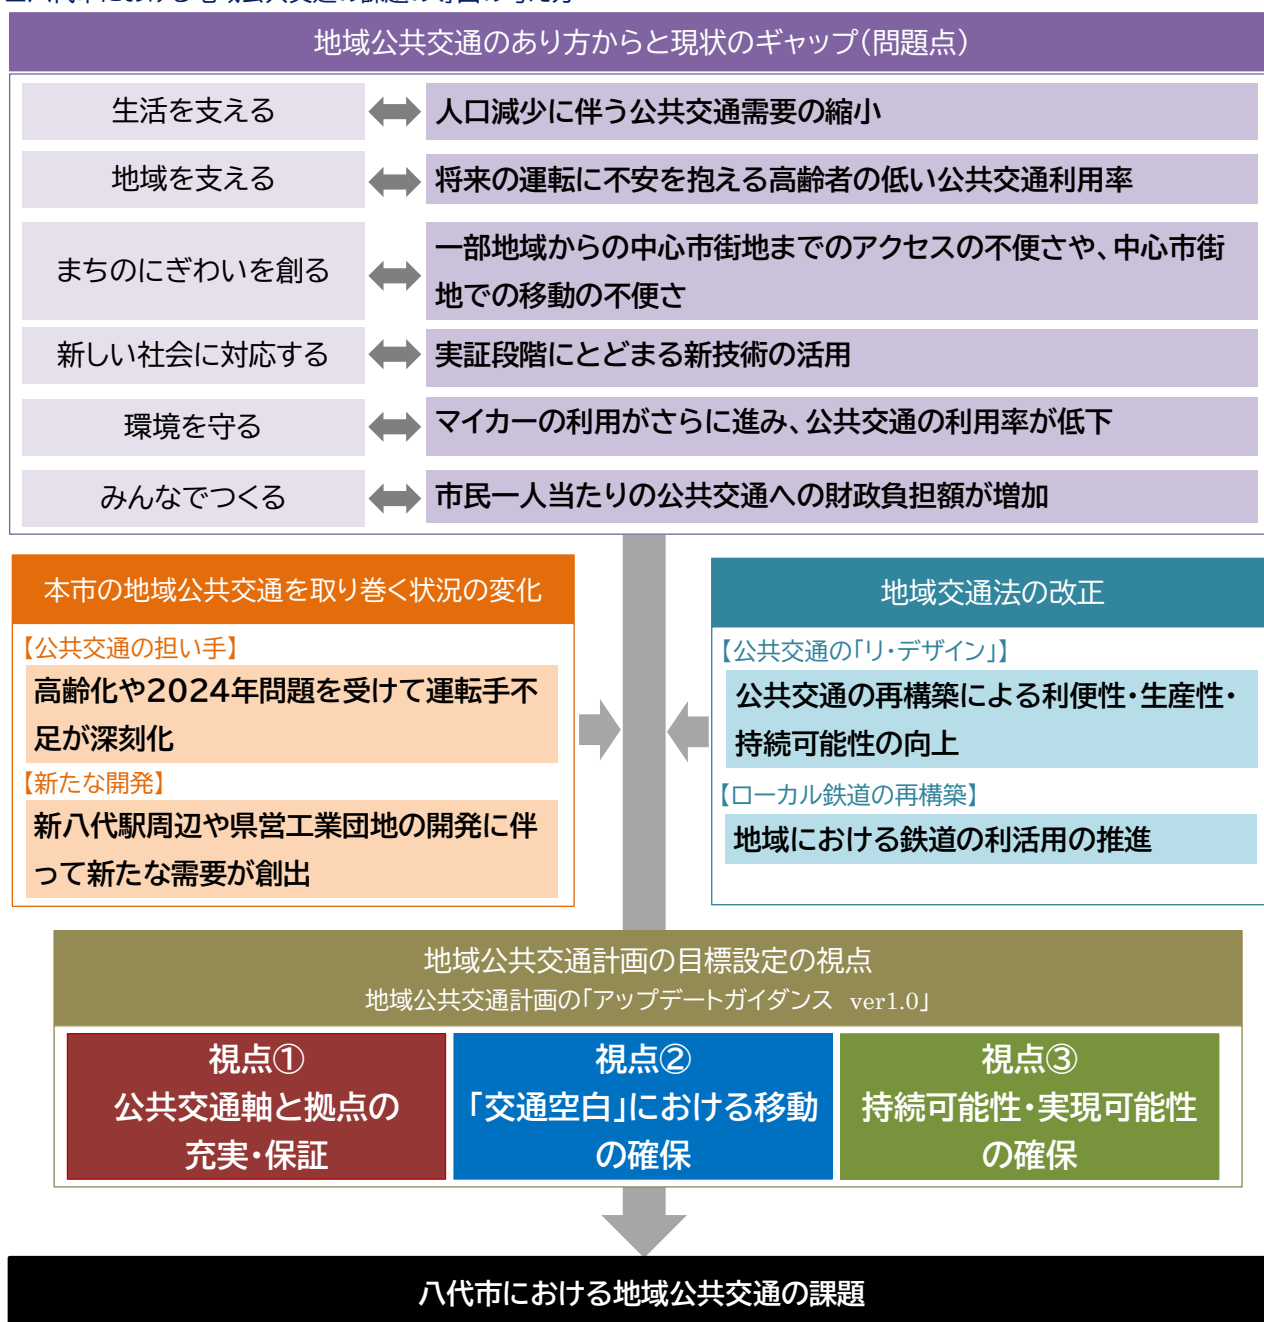 ■八代市における地域公共交通の課題の導出の考え方
地域公共交通のあり方からと現状のギャップ(問題点)
生活を支える
人口減少に伴う公共交通需要の縮小
地域を支える
将来の運転に不安を抱える高齢者の低い公共交通利用率
まちのにぎわいを創る
一部地域からの中心市街地までのアクセスの不便さや、中心市街
地での移動の不便さ
新しい社会に対応する
実証段階にとどまる新技術の活用
環境を守る
マイカーの利用がさらに進み、公共交通の利用率が低下
みんなでつくる
市民一人当たりの公共交通への財政負担額が増加
本市の地域公共交通を取り巻く状況の変化
【公共交通の担い手】
高齢化や2024年問題を受けて運転手不
足が深刻化
【新たな開発】
新八代駅周辺や県営工業団地の開発に伴
って新たな需要が創出
地域交通法の改正
【公共交通の「リ・デザイン」】
公共交通の再構築による利便性・生産性・
持続可能性の向上
【ローカル鉄道の再構築】
地域における鉄道の利活用の推進
地域公共交通計画の目標設定の視点
地域公共交通計画の「アップデートガイダンス ver1.0」
視点①
公共交通軸と拠点の
充実・保証
視点②
「交通空白」における移動
の確保
視点③
持続可能性・実現可能性
の確保
八代市における地域公共交通の課題